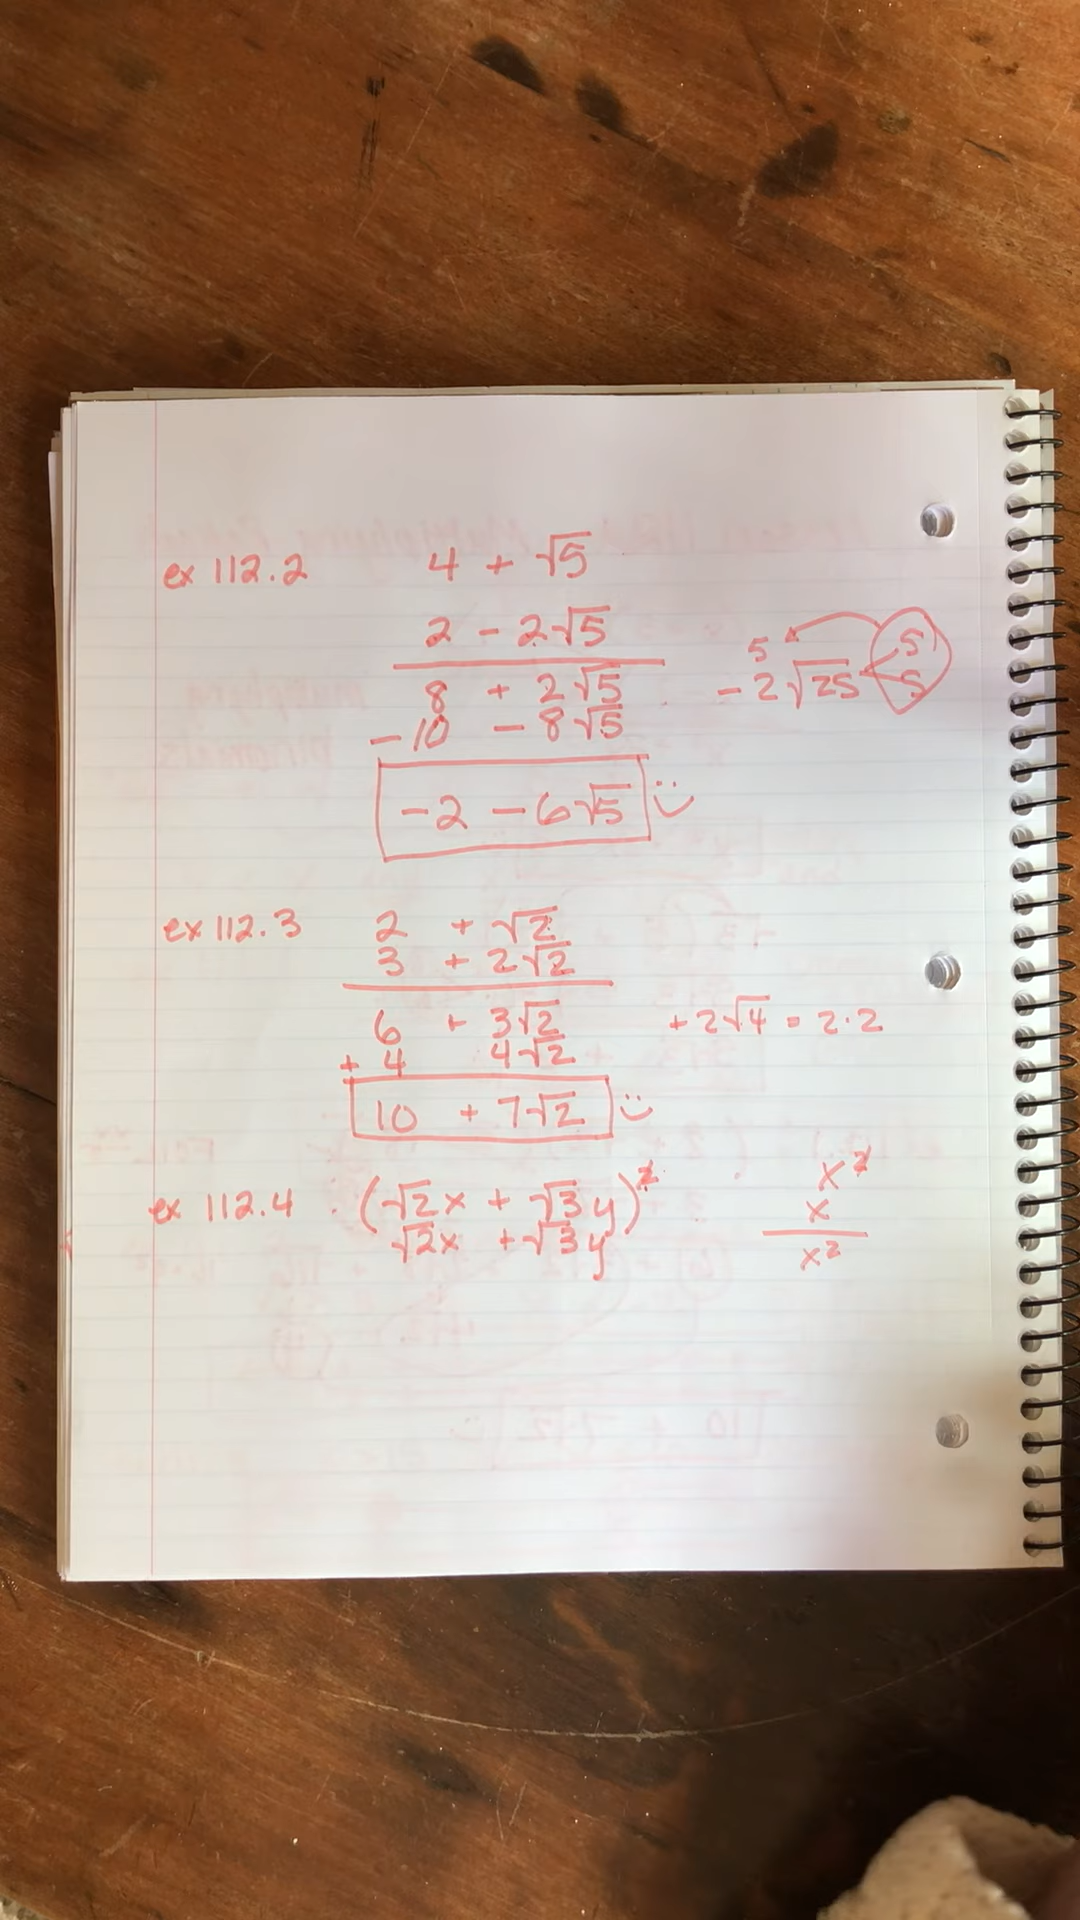 ex 112.2 4 + √5
2 - 2√5
8 + 2√5
-10 - 8√5
-2 - 6√5
5
-2√25
5
5
ex 112.3 2 + √2
3 + 2√2
6 + 3√2
+4 4√2
10 + 7√2
+2√4 = 2·2
ex 112.4 (√2x + √3y)²
√2x + √3y
x²
x
x²